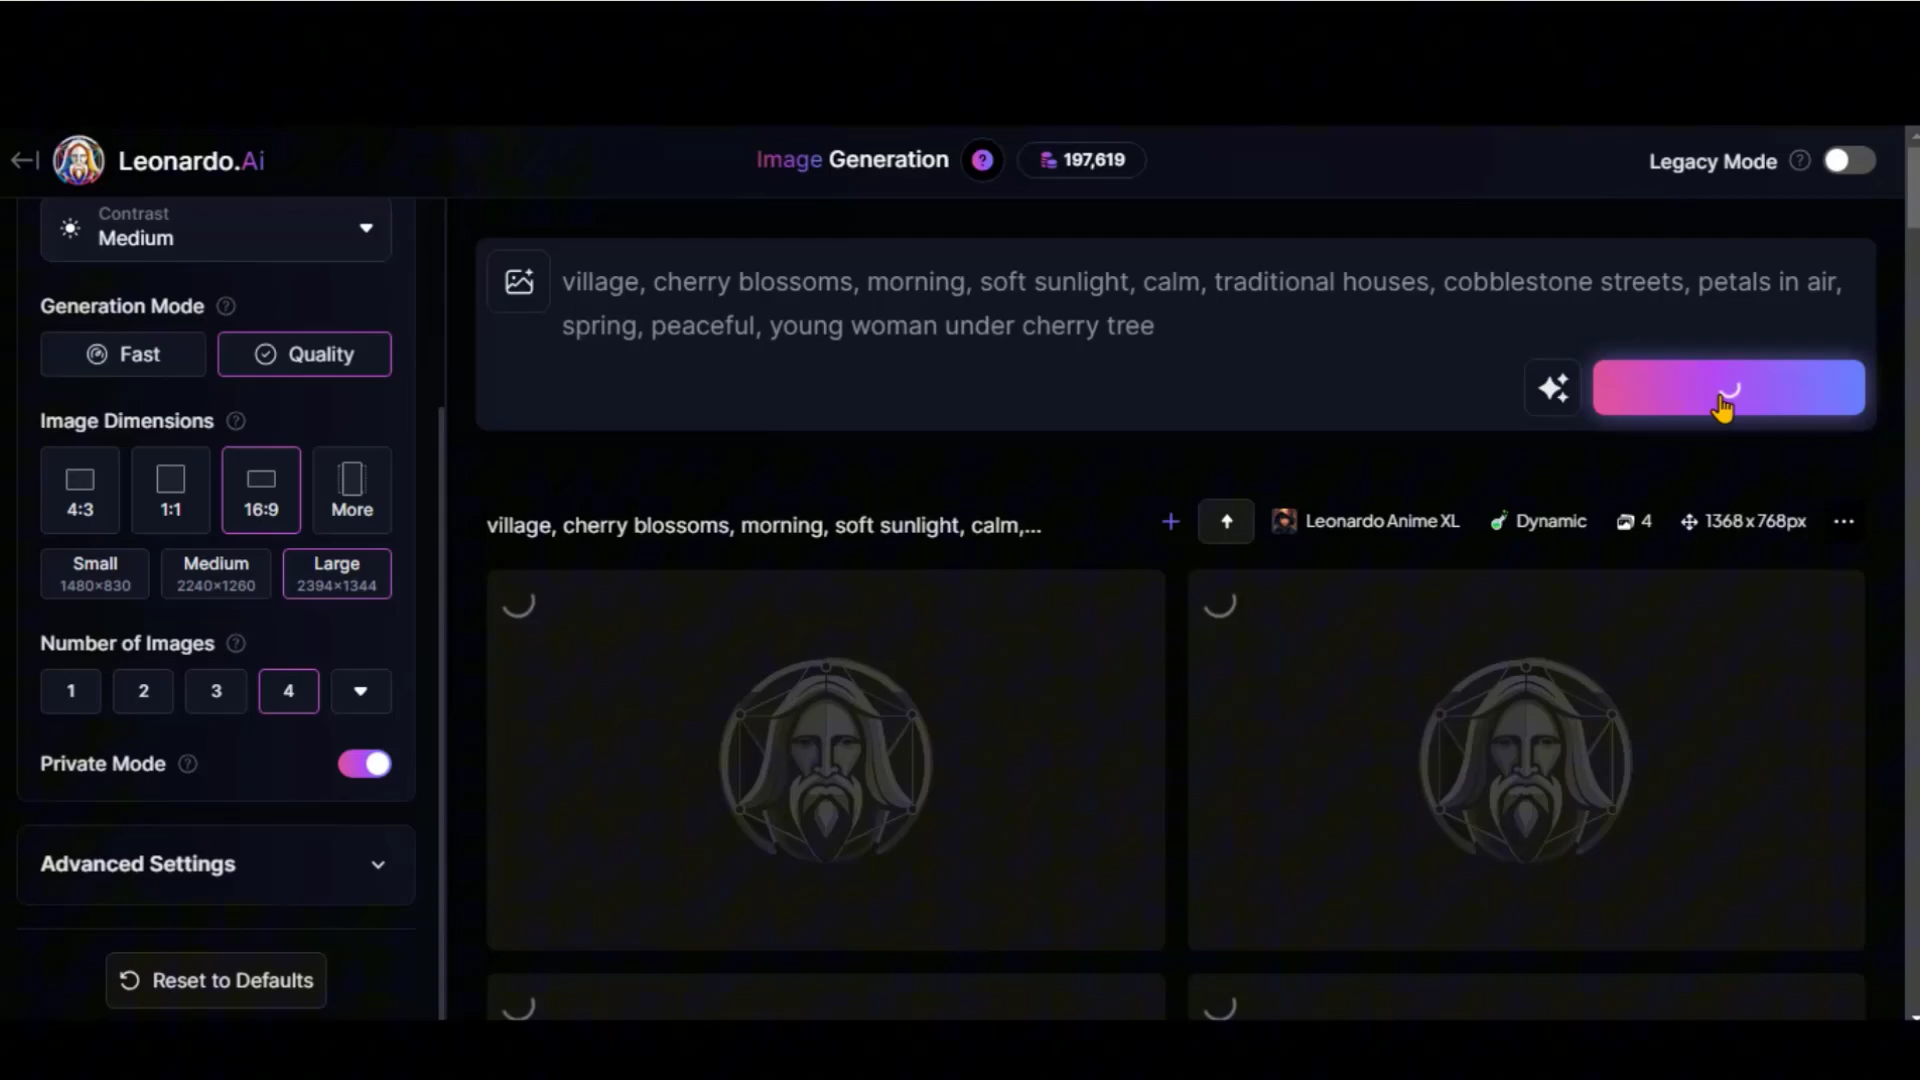 Leonardo.Ai
Image Generation
?
197,619
Legacy Mode ?
Contrast
Medium
Generation Mode ?
Fast
Quality
Image Dimensions ?
4:3
1:1
16:9
More
Small
1480×830
Medium
2240×1260
Large
2394×1344
Number of Images ?
1
2
3
4
Private Mode ?
Advanced Settings
Reset to Defaults
village, cherry blossoms, morning, soft sunlight, calm, traditional houses, cobblestone streets, petals in air,
spring, peaceful, young woman under cherry tree
village, cherry blossoms, morning, soft sunlight, calm,...
Leonardo Anime XL
Dynamic
4
1368x768px